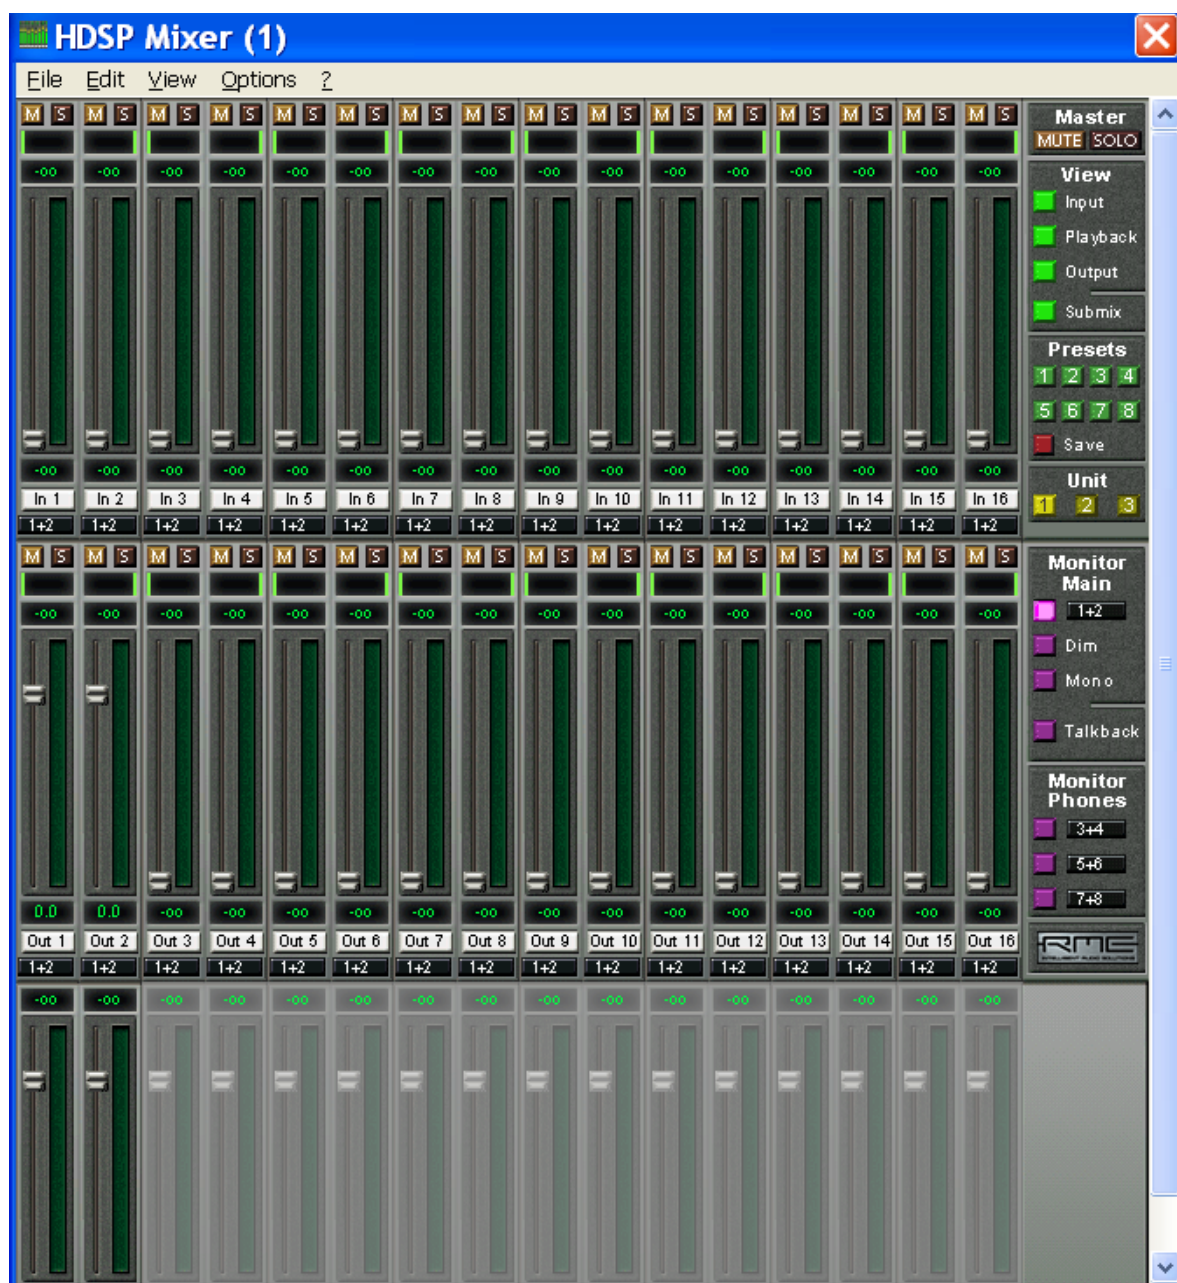 HDSP Mixer (1)
File Edit View Options ?
M S M S M S M S M S M S M S M S M S M S M S M S M S M S M S M S
Master
MUTE SOLO
-oo -oo -oo -oo -oo -oo -oo -oo -oo -oo -oo -oo -oo -oo -oo -oo
View
Input
Playback
Output
Submix
Presets
1 2 3 4
5 6 7 8
Save
-oo -oo -oo -oo -oo -oo -oo -oo -oo -oo -oo -oo -oo -oo -oo -oo
In 1 In 2 In 3 In 4 In 5 In 6 In 7 In 8 In 9 In 10 In 11 In 12 In 13 In 14 In 15 In 16
1+2 1+2 1+2 1+2 1+2 1+2 1+2 1+2 1+2 1+2 1+2 1+2 1+2 1+2 1+2 1+2
Unit
1 2 3
M S M S M S M S M S M S M S M S M S M S M S M S M S M S M S M S
-oo -oo -oo -oo -oo -oo -oo -oo -oo -oo -oo -oo -oo -oo -oo -oo
Monitor
Main
1+2
Dim
Mono
Talkback
Monitor
Phones
3+4
5+6
7+8
0.0 0.0 -oo -oo -oo -oo -oo -oo -oo -oo -oo -oo -oo -oo -oo -oo
Out 1 Out 2 Out 3 Out 4 Out 5 Out 6 Out 7 Out 8 Out 9 Out 10 Out 11 Out 12 Out 13 Out 14 Out 15 Out 16
1+2 1+2 1+2 1+2 1+2 1+2 1+2 1+2 1+2 1+2 1+2 1+2 1+2 1+2 1+2 1+2
RME
INTELLIGENT AUDIO SOLUTIONS
-oo -oo -oo -oo -oo -oo -oo -oo -oo -oo -oo -oo -oo -oo -oo -oo